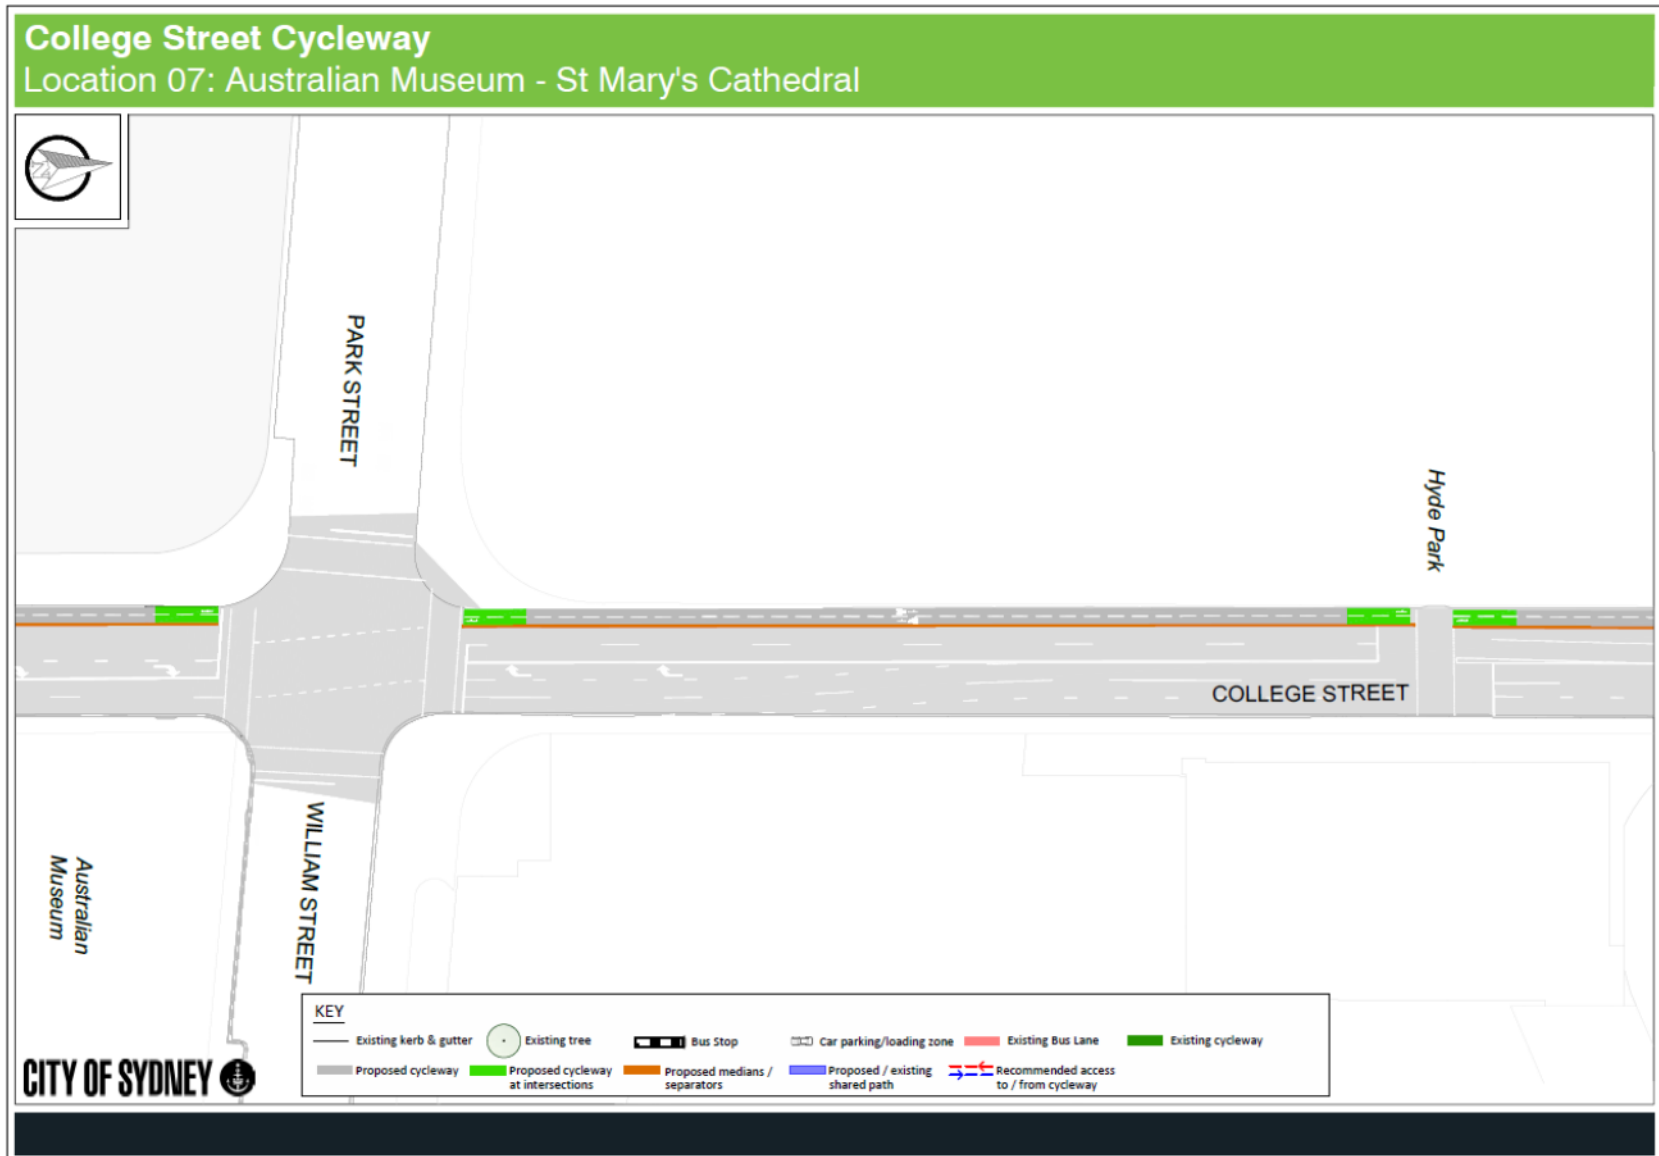 College Street Cycleway
Location 07: Australian Museum - St Mary's Cathedral
N
PARK STREET
Hyde Park
COLLEGE STREET
WILLIAM STREET
Australian
Museum
KEY
Existing kerb & gutter
Existing tree
Bus Stop
Car parking/loading zone
Existing Bus Lane
Existing cycleway
Proposed cycleway
Proposed cycleway
at intersections
Proposed medians /
separators
Proposed / existing
shared path
Recommended access
to / from cycleway
CITY OF SYDNEY